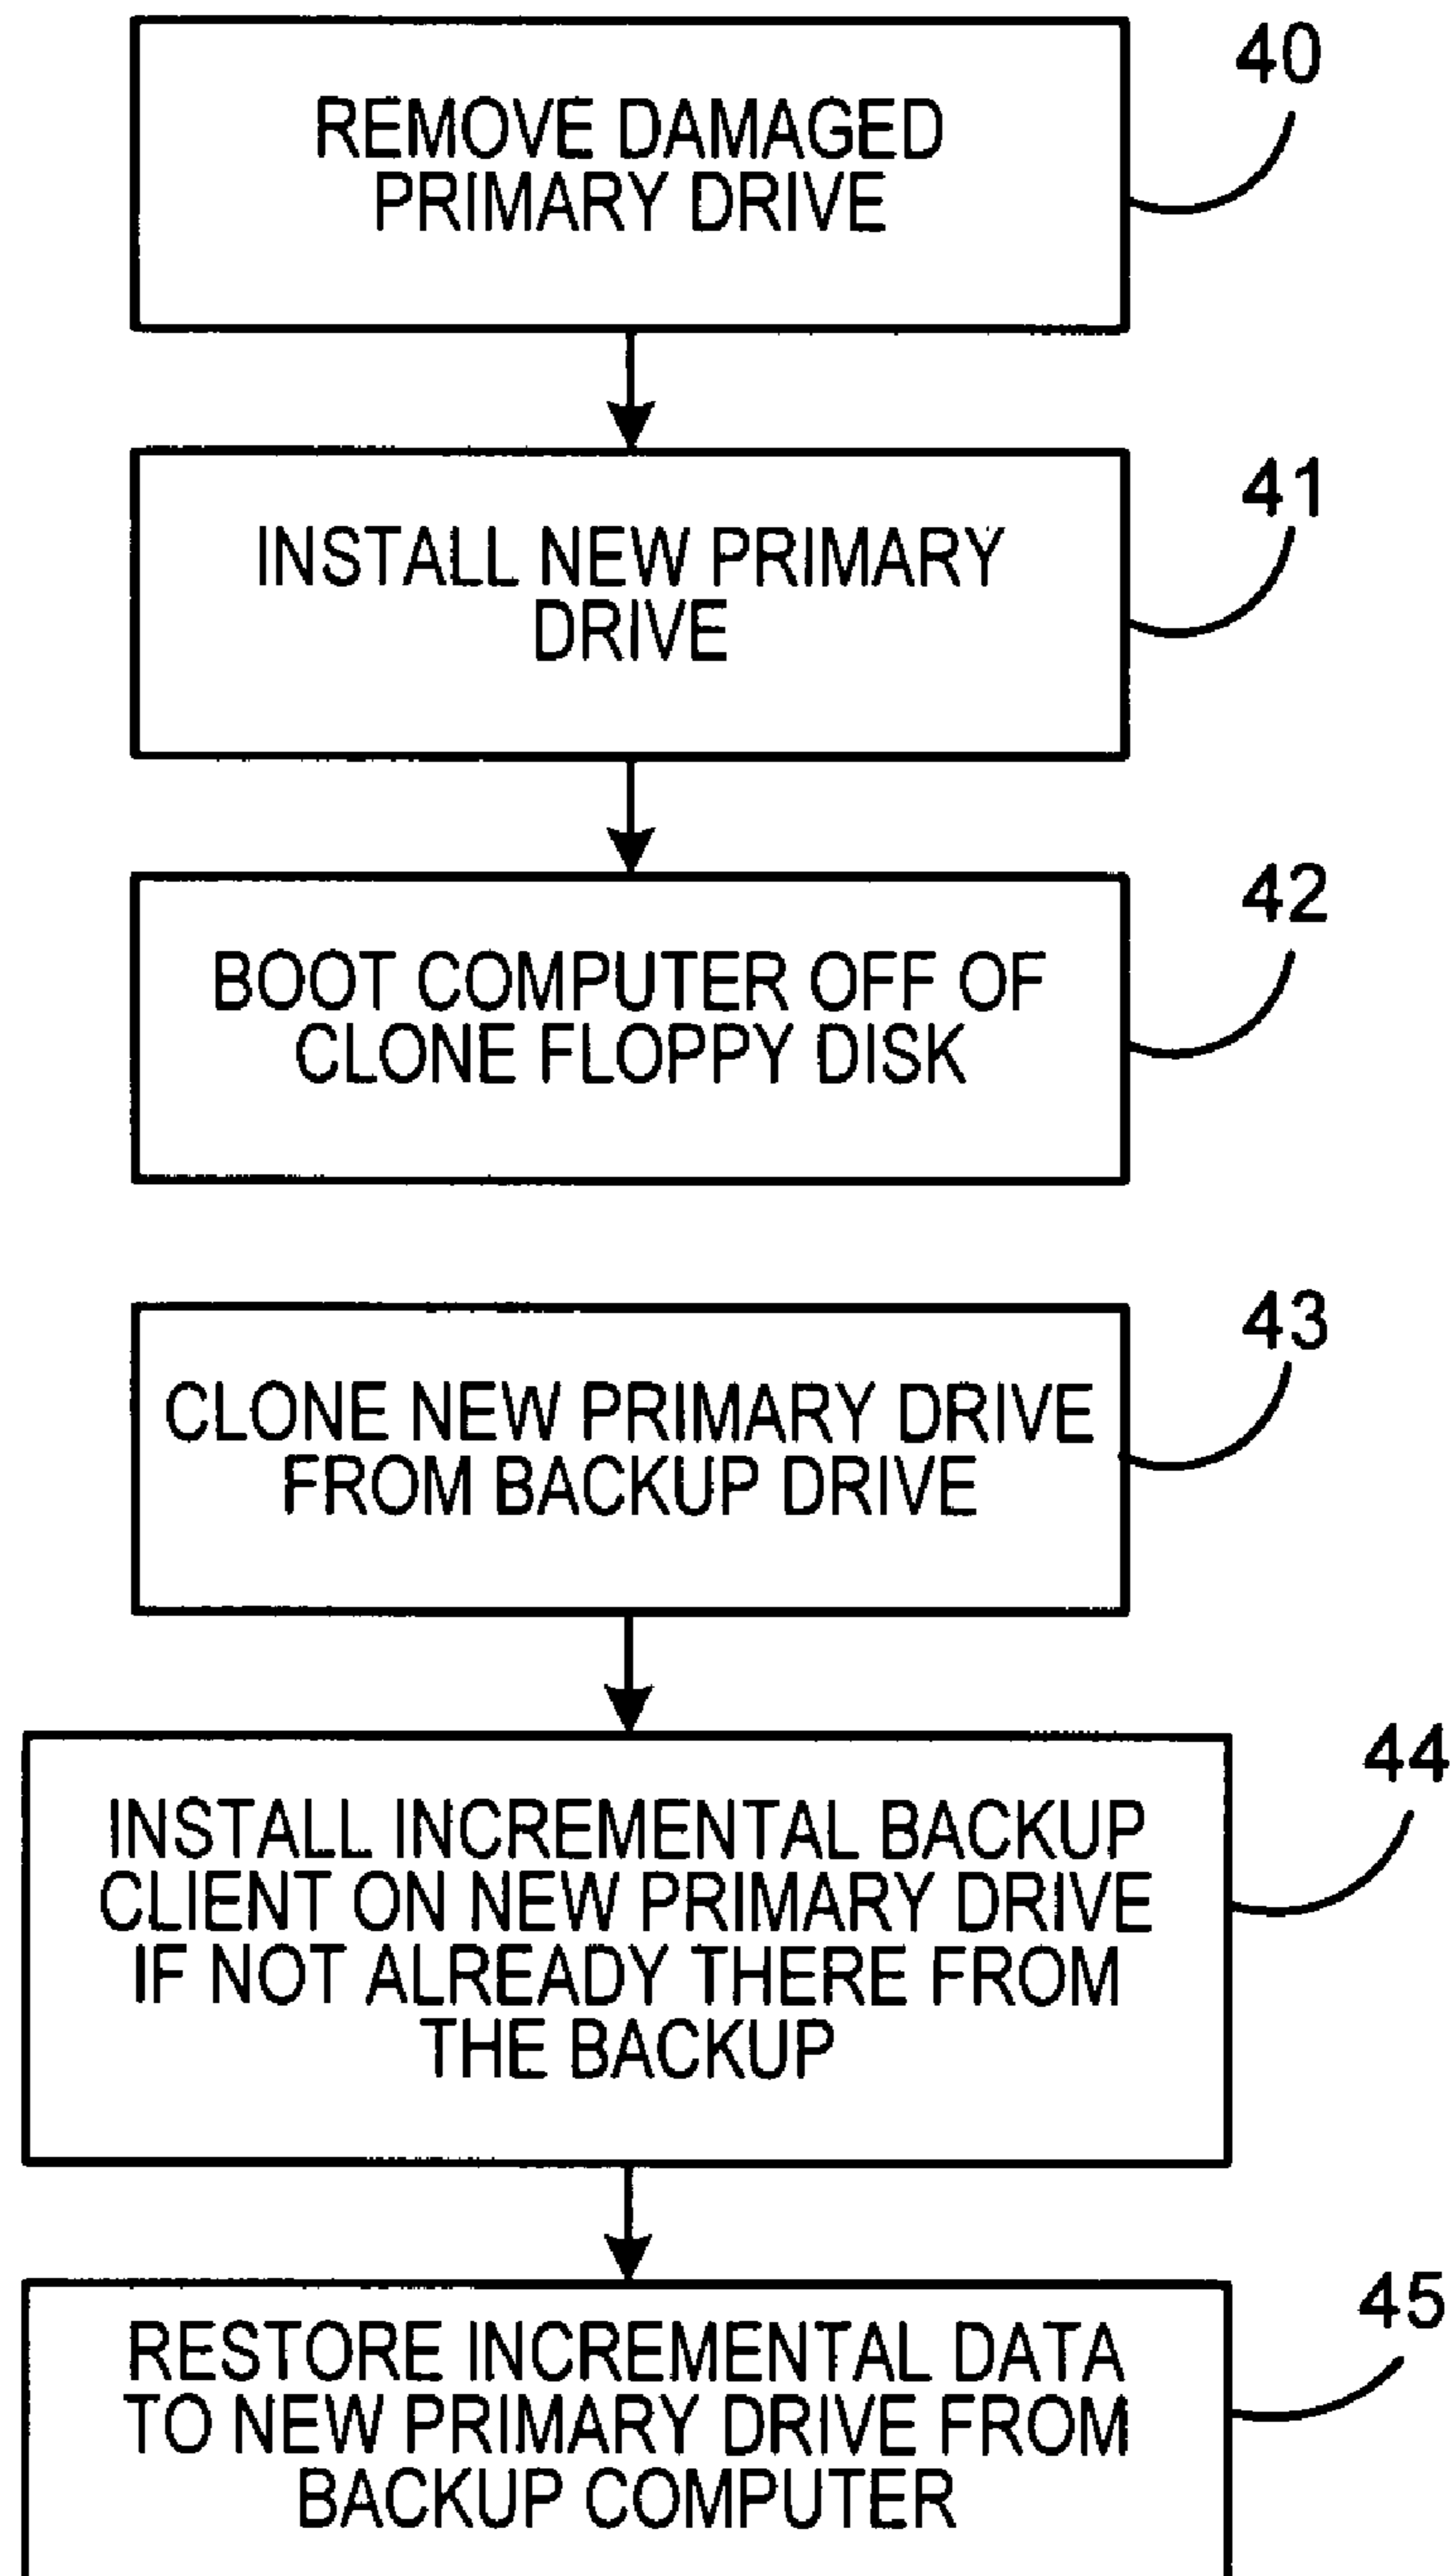 40
REMOVE DAMAGED
PRIMARY DRIVE
41
INSTALL NEW PRIMARY
DRIVE
42
BOOT COMPUTER OFF OF
CLONE FLOPPY DISK
43
CLONE NEW PRIMARY DRIVE
FROM BACKUP DRIVE
44
INSTALL INCREMENTAL BACKUP
CLIENT ON NEW PRIMARY DRIVE
IF NOT ALREADY THERE FROM
THE BACKUP
45
RESTORE INCREMENTAL DATA
TO NEW PRIMARY DRIVE FROM
BACKUP COMPUTER